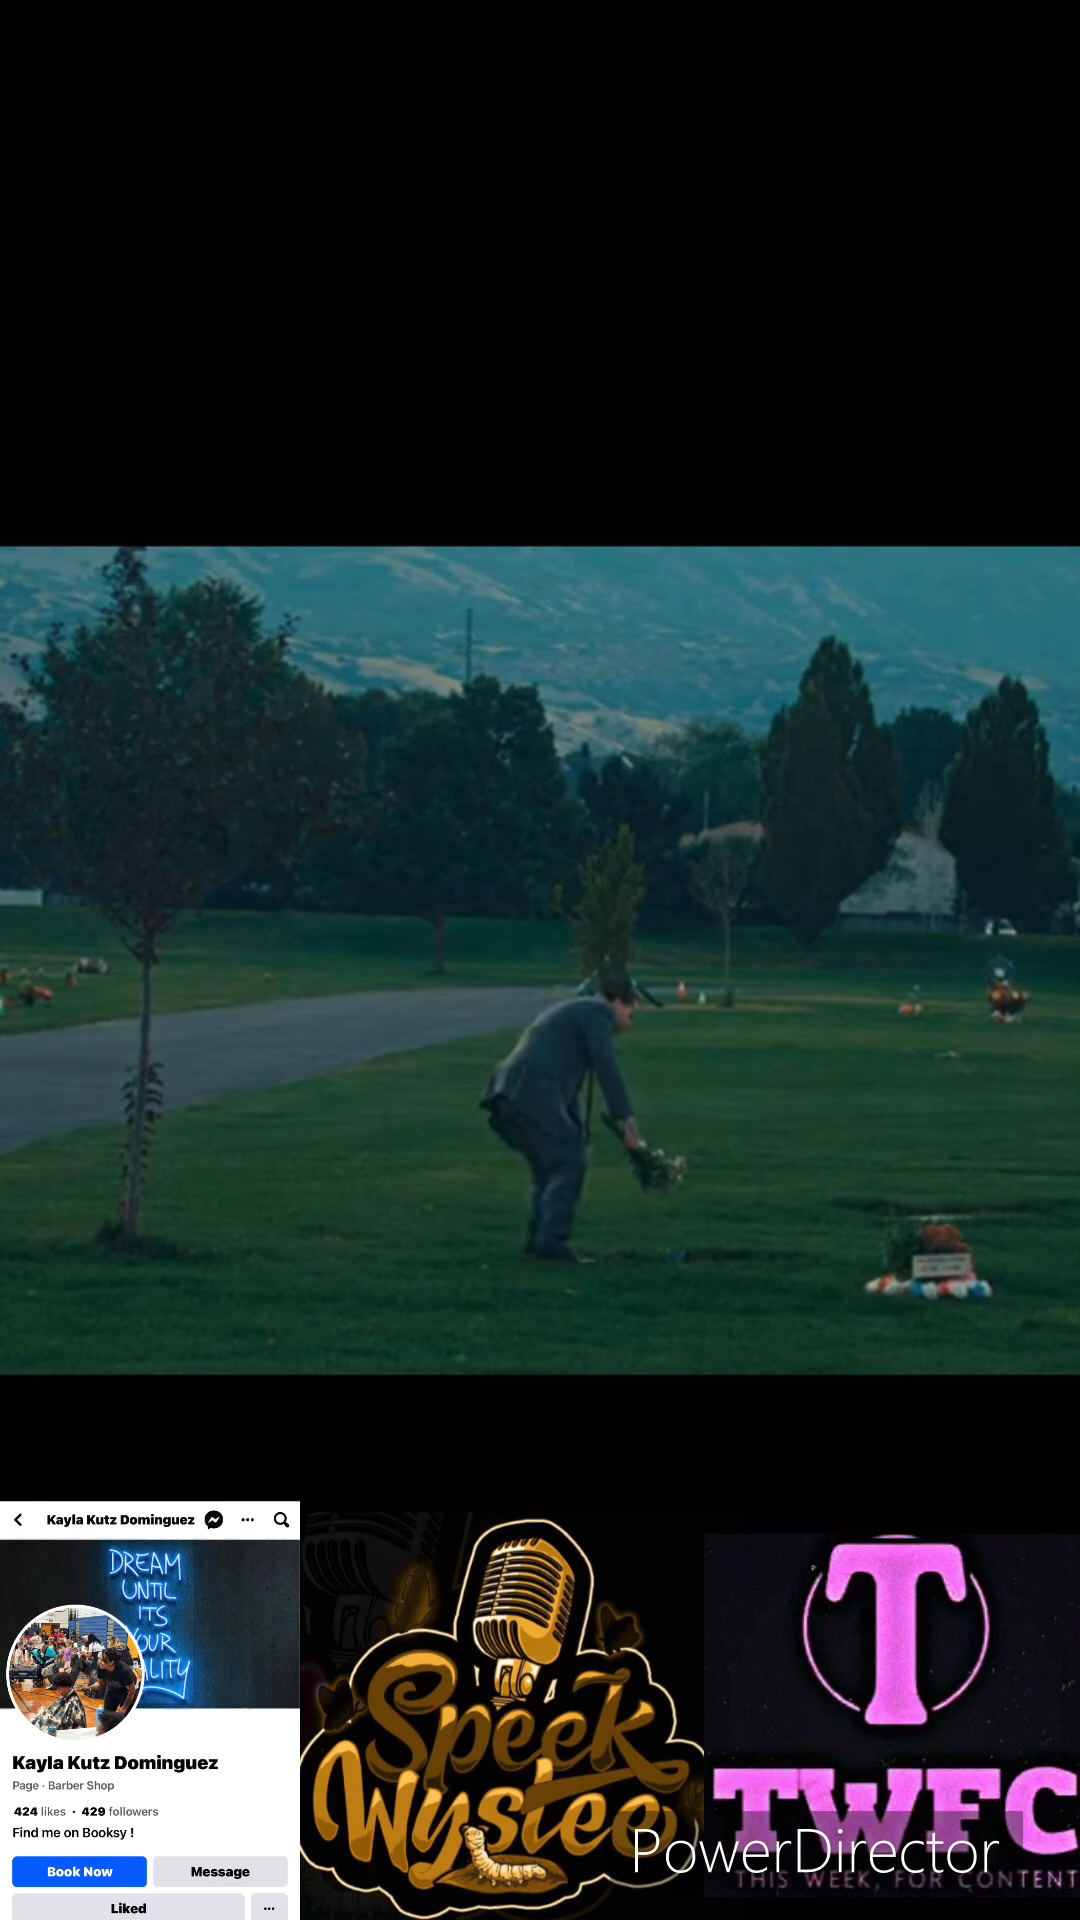 Kayla Kutz Dominguez
DREAM
UNTIL
ITS
Kayla Kutz Dominguez
Page · Barber Shop
424 likes · 429 followers
Find me on Booksy !
Book Now
Message
Liked
Speek
Wysteo
T
TWFC
PowerDirector
THIS WEEK, FOR CONTENT